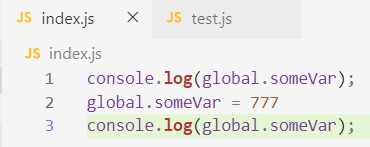 JS index.js × JS test.js
JS index.js
1 console.log(global.someVar);
2 global.someVar = 777
3 console.log(global.someVar);